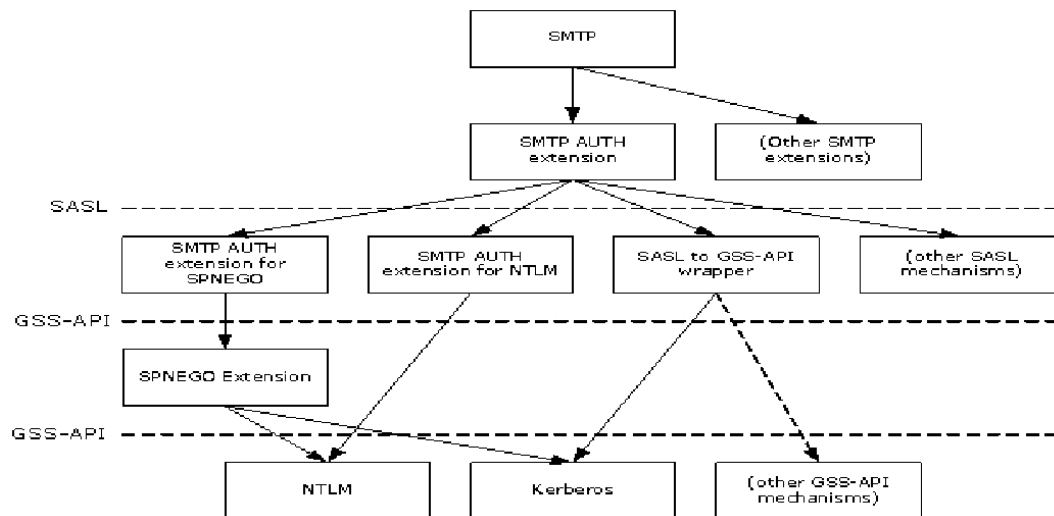 SMTP
SMTP AUTH
extension
(Other SMTP
extensions)
SASL
SMTP AUTH
extension for
SPNEGO
SMTP AUTH
extension for NTLM
SASL to GSS-API
wrapper
(other SASL
mechanisms)
GSS-API
SPNEGO Extension
GSS-API
NTLM
Kerberos
(other GSS-API
mechanisms)